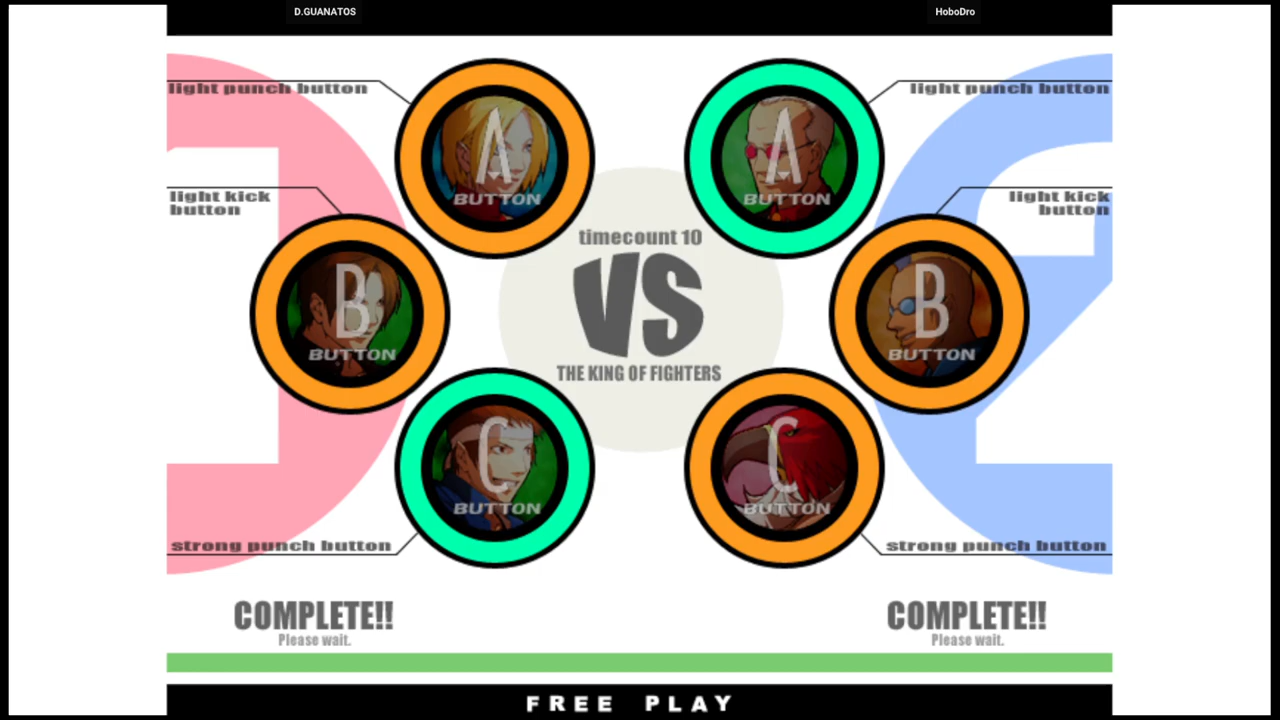 D.GUANATOS
HoboDro
light punch button
light punch button
A
BUTTON
A
BUTTON
light kick
button
light kick
button
timecount 10
VS
THE KING OF FIGHTERS
B
BUTTON
B
BUTTON
C
BUTTON
C
BUTTON
strong punch button
strong punch button
COMPLETE!!
Please wait.
COMPLETE!!
Please wait.
FREE PLAY